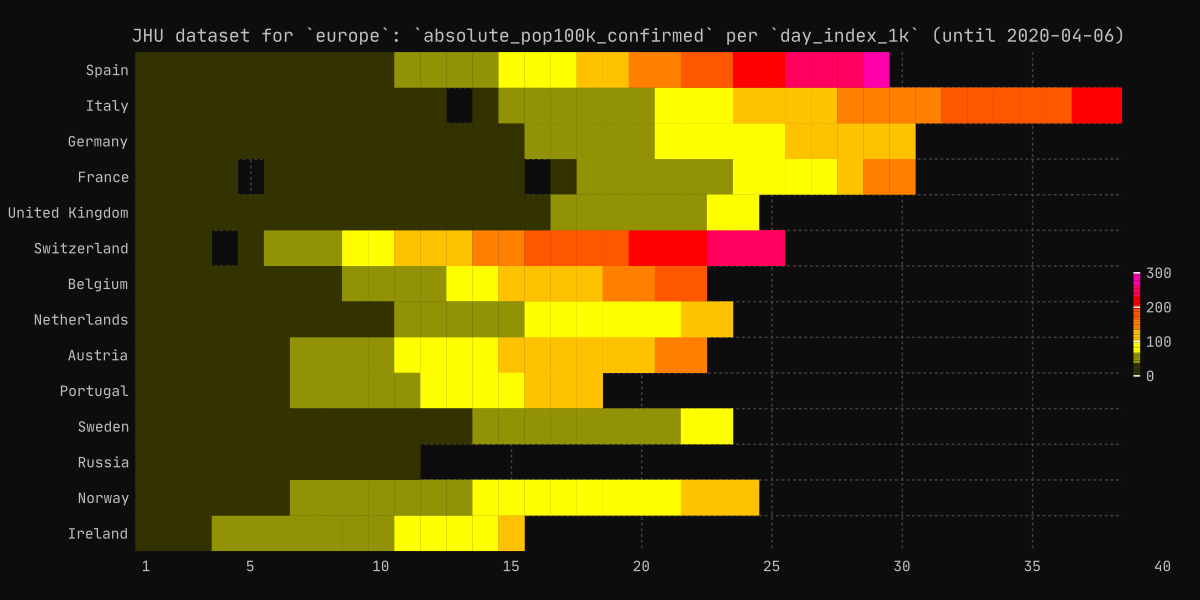 JHU dataset for `europe`: `absolute_pop100k_confirmed` per `day_index_1k` (until 2020-04-06)
Spain
Italy
Germany
France
United Kingdom
Switzerland
Belgium
Netherlands
Austria
Portugal
Sweden
Russia
Norway
Ireland
300
200
100
0
1 5 10 15 20 25 30 35 40